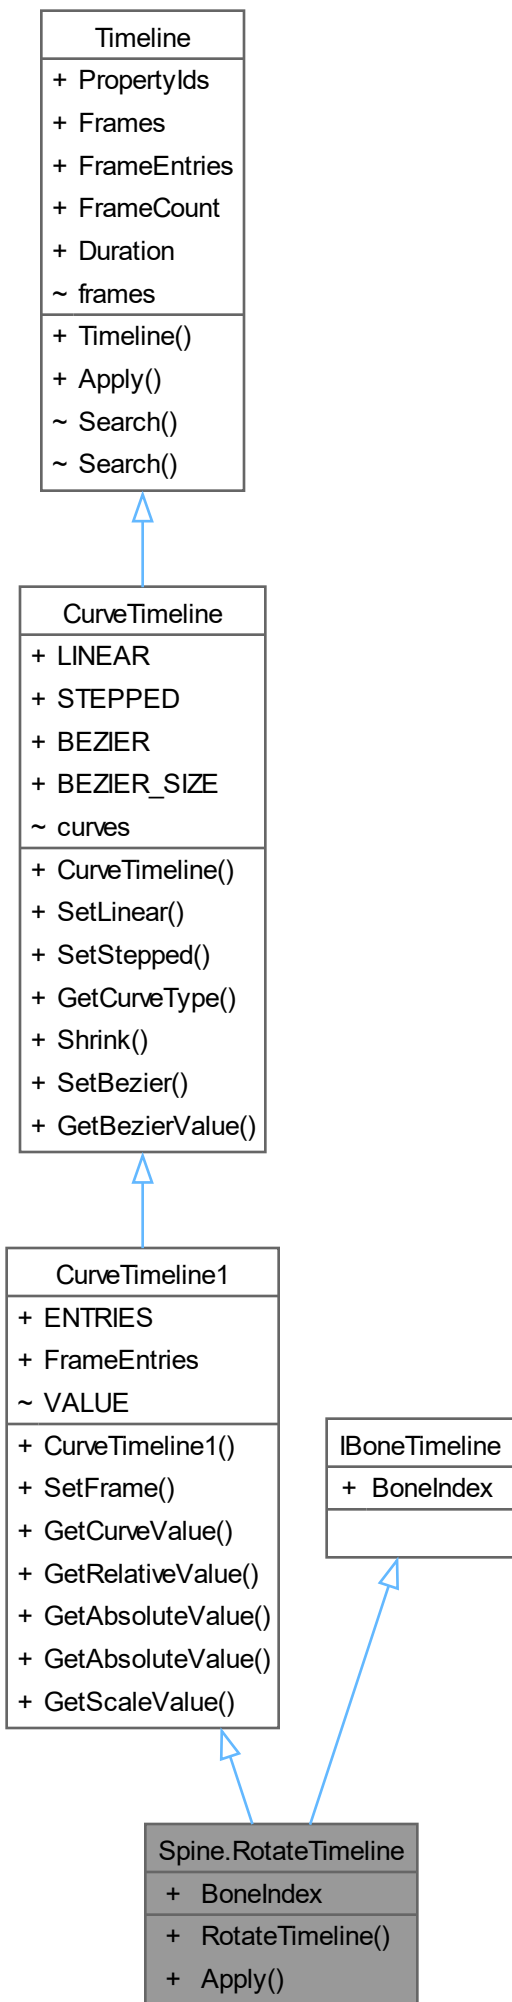 Timeline
+ PropertyIds
+ Frames
+ FrameEntries
+ FrameCount
+ Duration
~ frames
+ Timeline()
+ Apply()
~ Search()
~ Search()
CurveTimeline
+ LINEAR
+ STEPPED
+ BEZIER
+ BEZIER_SIZE
~ curves
+ CurveTimeline()
+ SetLinear()
+ SetStepped()
+ GetCurveType()
+ Shrink()
+ SetBezier()
+ GetBezierValue()
CurveTimeline1
+ ENTRIES
+ FrameEntries
~ VALUE
+ CurveTimeline1()
+ SetFrame()
+ GetCurveValue()
+ GetRelativeValue()
+ GetAbsoluteValue()
+ GetAbsoluteValue()
+ GetScaleValue()
IBoneTimeline
+ BoneIndex
Spine.RotateTimeline
+ BoneIndex
+ RotateTimeline()
+ Apply()